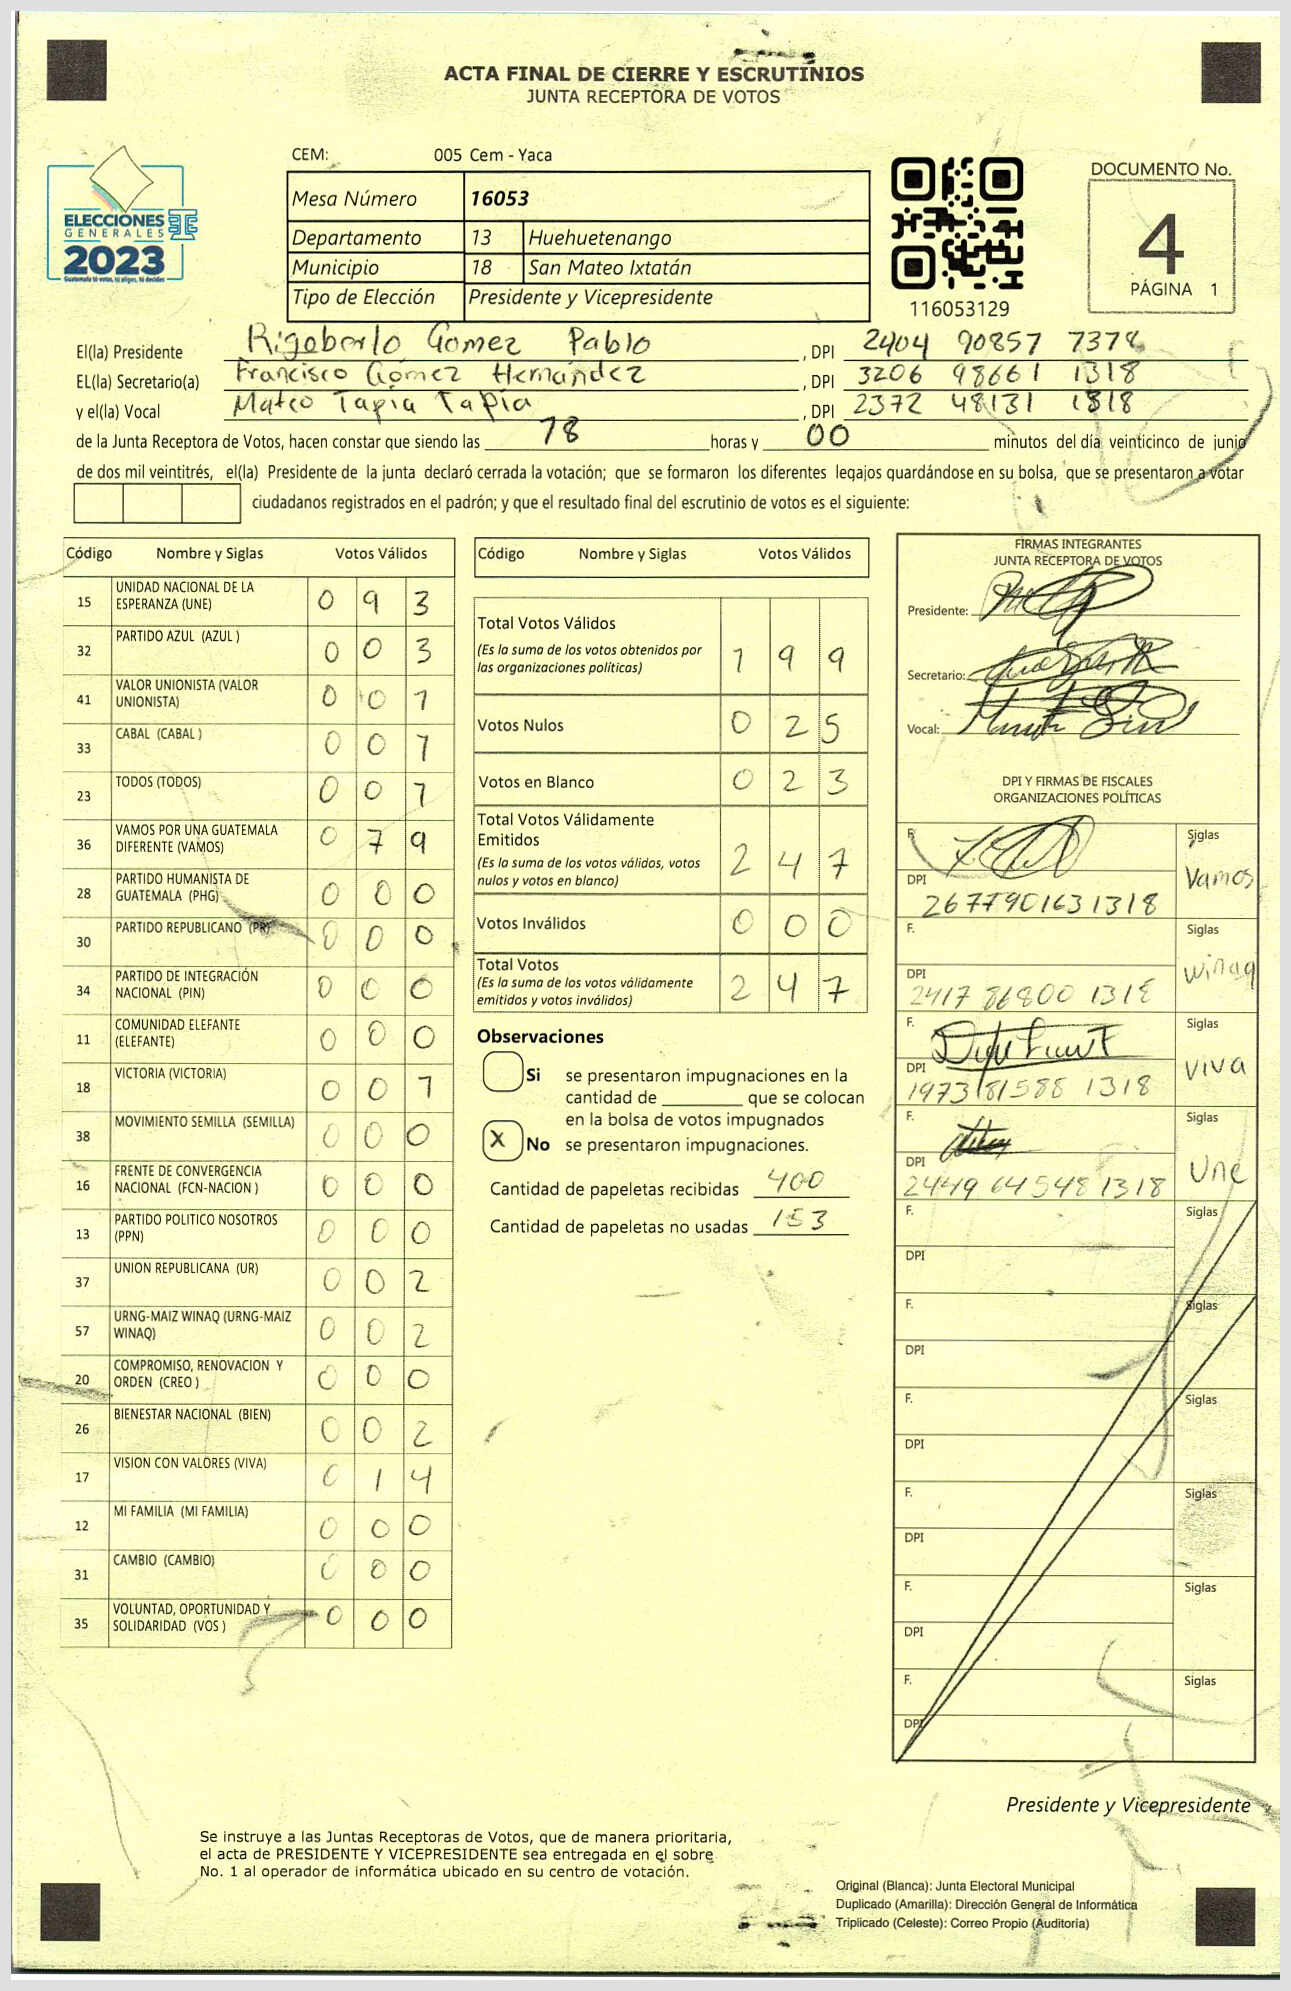 ACTA FINAL DE CIERRE Y ESCRUTINIOS
JUNTA RECEPTORA DE VOTOS
CEM: 005 Cem - Yaca
ELECCIONES
GENERALES
2023
Guatemala tú votas, tú eliges, tú decides
Mesa Número 16053
Departamento 13 Huehuetenango
Municipio 18 San Mateo Ixtatán
Tipo de Elección Presidente y Vicepresidente
116053129
DOCUMENTO No.
4
PÁGINA 1
El(la) Presidente Rigoberto Gomez Pablo , DPI 2404 90857 1318
EL(la) Secretario(a) Francisco Gómez Hernández , DPI 3206 98661 1318
y el(la) Vocal Mateo Tapia Tapia , DPI 2372 48131 1318
de la Junta Receptora de Votos, hacen constar que siendo las 18 horas y 00 minutos del día veinticinco de junio
de dos mil veintitrés, el(la) Presidente de la junta declaró cerrada la votación; que se formaron los diferentes legajos guardándose en su bolsa, que se presentaron a votar
ciudadanos registrados en el padrón; y que el resultado final del escrutinio de votos es el siguiente:
Código Nombre y Siglas Votos Válidos
15 UNIDAD NACIONAL DE LA ESPERANZA (UNE) 0 9 3
32 PARTIDO AZUL (AZUL ) 0 0 3
41 VALOR UNIONISTA (VALOR UNIONISTA) 0 0 1
33 CABAL (CABAL ) 0 0 1
23 TODOS (TODOS) 0 0 1
36 VAMOS POR UNA GUATEMALA DIFERENTE (VAMOS) 0 7 9
28 PARTIDO HUMANISTA DE GUATEMALA (PHG) 0 0 0
30 PARTIDO REPUBLICANO (PR) 0 0 0
34 PARTIDO DE INTEGRACIÓN NACIONAL (PIN) 0 0 0
11 COMUNIDAD ELEFANTE (ELEFANTE) 0 0 0
18 VICTORIA (VICTORIA) 0 0 1
38 MOVIMIENTO SEMILLA (SEMILLA) 0 0 0
16 FRENTE DE CONVERGENCIA NACIONAL (FCN-NACION ) 0 0 0
13 PARTIDO POLITICO NOSOTROS (PPN) 0 0 0
37 UNION REPUBLICANA (UR) 0 0 2
57 URNG-MAIZ WINAQ (URNG-MAIZ WINAQ) 0 0 2
20 COMPROMISO, RENOVACION Y ORDEN (CREO ) 0 0 0
26 BIENESTAR NACIONAL (BIEN) 0 0 2
17 VISION CON VALORES (VIVA) 0 1 4
12 MI FAMILIA (MI FAMILIA) 0 0 0
31 CAMBIO (CAMBIO) 0 0 0
35 VOLUNTAD, OPORTUNIDAD Y SOLIDARIDAD (VOS ) 0 0 0
Código Nombre y Siglas Votos Válidos
Total Votos Válidos 1 9 9
(Es la suma de los votos obtenidos por
las organizaciones políticas)
Votos Nulos 0 2 5
Votos en Blanco 0 2 3
Total Votos Válidamente
Emitidos 2 4 7
(Es la suma de los votos válidos, votos
nulos y votos en blanco)
Votos Inválidos 0 0 0
Total Votos 2 4 7
(Es la suma de los votos válidamente
emitidos y votos inválidos)
Observaciones
Si se presentaron impugnaciones en la
cantidad de ________ que se colocan
en la bolsa de votos impugnados
X No se presentaron impugnaciones.
Cantidad de papeletas recibidas 400
Cantidad de papeletas no usadas 153
FIRMAS INTEGRANTES
JUNTA RECEPTORA DE VOTOS
Presidente:
Secretario:
Vocal:
DPI Y FIRMAS DE FISCALES
ORGANIZACIONES POLÍTICAS
F. Siglas Vamos
DPI 2677901631318
F. Siglas winaq
DPI 2417 86800 1318
F. Siglas viva
DPI 1973181588 1318
F. Siglas Une
DPI 2449 64548 1318
F. Siglas
DPI
F. Siglas
DPI
F. Siglas
DPI
F. Siglas
DPI
F. Siglas
DPI
F. Siglas
DPI
Presidente y Vicepresidente
Se instruye a las Juntas Receptoras de Votos, que de manera prioritaria,
el acta de PRESIDENTE Y VICEPRESIDENTE sea entregada en el sobre
No. 1 al operador de informática ubicado en su centro de votación.
Original (Blanca): Junta Electoral Municipal
Duplicado (Amarilla): Dirección General de Informática
Triplicado (Celeste): Correo Propio (Auditoría)